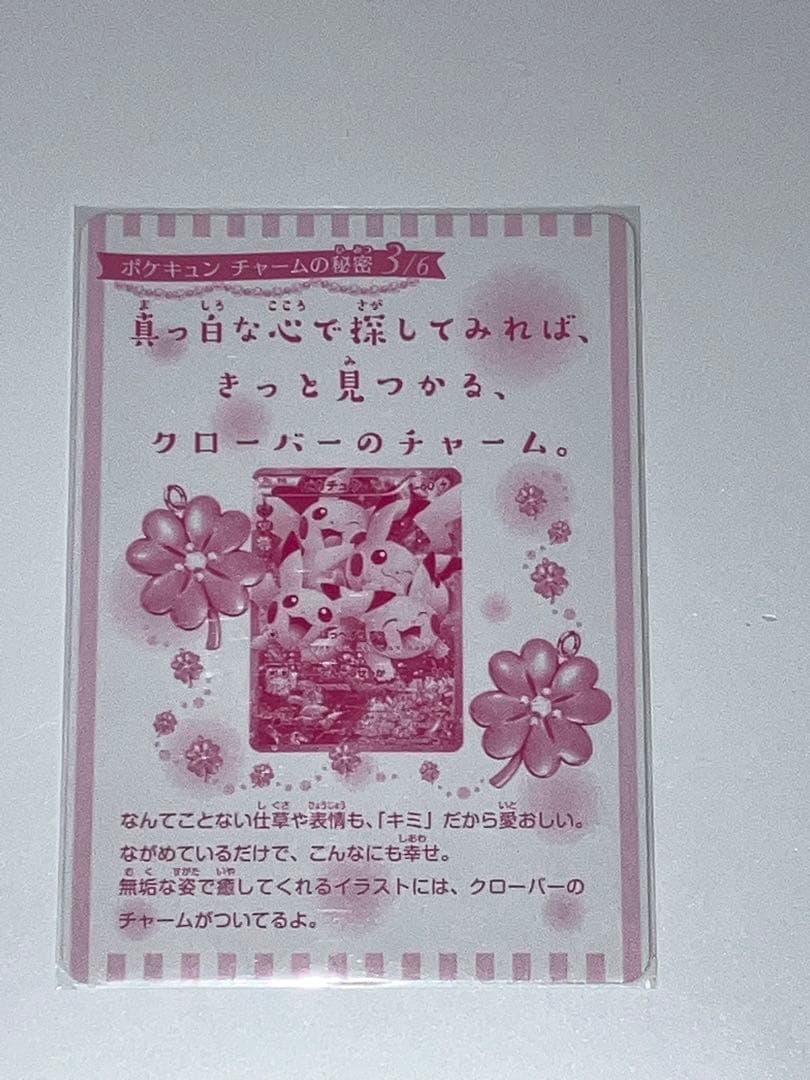 ポケキュン チャームの秘密 3/6
真っ白な心で探してみれば、
きっと見つかる、
クローバーのチャーム。
なんてことない仕草や表情も、「キミ」だから愛おしい。
ながめているだけで、こんなにも幸せ。
無垢な姿で癒してくれるイラストには、クローバーの
チャームがついてるよ。